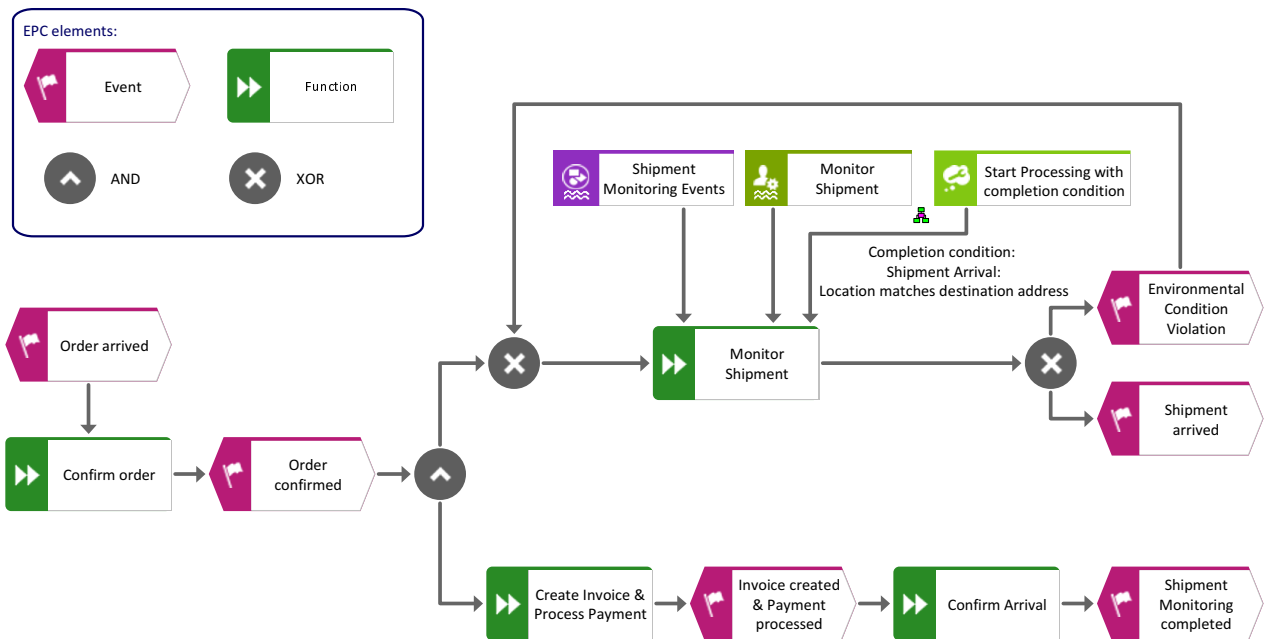 EPC elements:
Event
Function
AND
XOR
Shipment
Monitoring Events
Monitor
Shipment
Start Processing with
completion condition
Completion condition:
Shipment Arrival:
Location matches destination address
Environmental
Condition
Violation
Order arrived
Monitor
Shipment
Shipment
arrived
Confirm order
Order
confirmed
Create Invoice &
Process Payment
Invoice created
& Payment
processed
Confirm Arrival
Shipment
Monitoring
completed